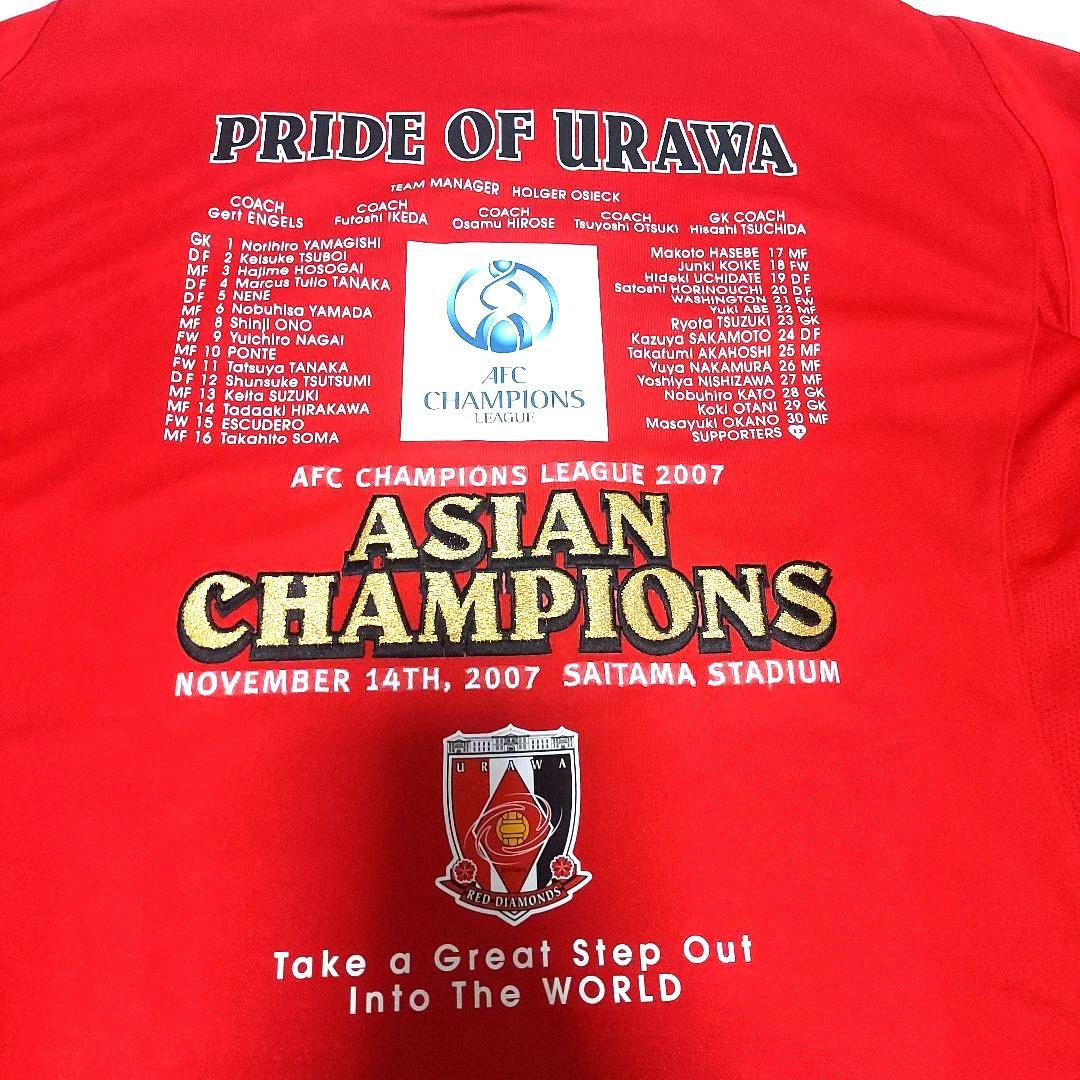 PRIDE OF URAWA
TEAM MANAGER HOLGER OSIECK
COACH COACH COACH COACH GK COACH
Gert ENGELS Futoshi IKEDA Osamu HIROSE Tsuyoshi OTSUKI Hisashi TSUCHIDA
GK 1 Norihiro YAMAGISHI
DF 2 Keisuke TSUBOI
MF 3 Hajime HOSOGAI
DF 4 Marcus Tulio TANAKA
DF 5 NENE
MF 6 Nobuhisa YAMADA
MF 8 Shinji ONO
FW 9 Yuichiro NAGAI
MF 10 PONTE
FW 11 Tatsuya TANAKA
DF 12 Shunsuke TSUTSUMI
MF 13 Keita SUZUKI
MF 14 Tadaaki HIRAKAWA
FW 15 ESCUDERO
MF 16 Takahito SOMA
AFC
CHAMPIONS
LEAGUE
Makoto HASEBE 17 MF
Junki KOIKE 18 FW
Hideki UCHIDATE 19 DF
Satoshi HORINOUCHI 20 DF
WASHINGTON 21 FW
Yuki ABE 22 MF
Ryota TSUZUKI 23 GK
Kazuya SAKAMOTO 24 DF
Takafumi AKAHOSHI 25 MF
Yuya NAKAMURA 26 MF
Yoshiya NISHIZAWA 27 MF
Nobuhiro KATO 28 GK
Koki OTANI 29 GK
Masayuki OKANO 30 MF
SUPPORTERS 12
AFC CHAMPIONS LEAGUE 2007
ASIAN
CHAMPIONS
NOVEMBER 14TH, 2007 SAITAMA STADIUM
URAWA
RED DIAMONDS
Take a Great Step Out
Into The WORLD